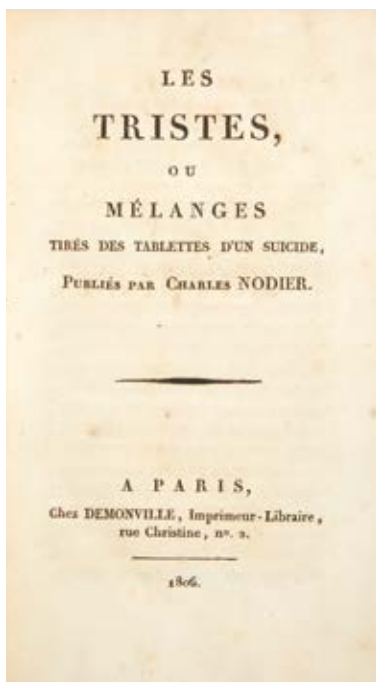 LES
TRISTES,
OU
MÉLANGES
TIRÉS DES TABLETTES D'UN SUICIDE,
PUBLIÉS PAR CHARLES NODIER.
A PARIS,
Chez DEMONVILLE, Imprimeur-Libraire,
rue Christine, nº. 2.
1806.